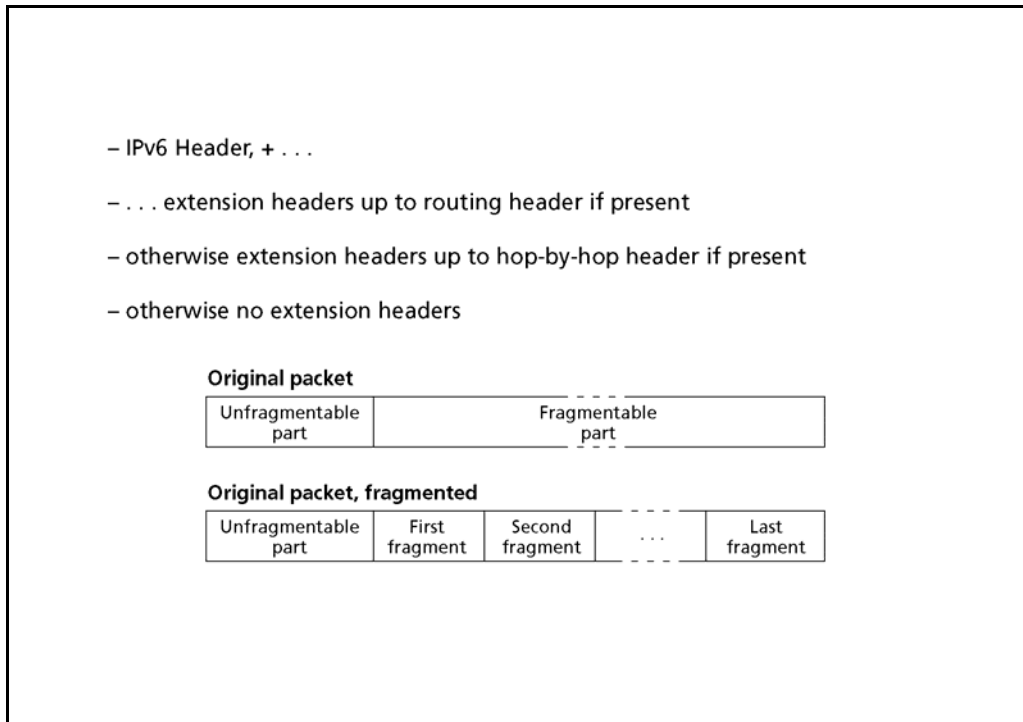 – IPv6 Header, + . . .
– . . . extension headers up to routing header if present
– otherwise extension headers up to hop-by-hop header if present
– otherwise no extension headers
Original packet
Unfragmentable
part
Fragmentable
part
Original packet, fragmented
Unfragmentable
part
First
fragment
Second
fragment
. . .
Last
fragment